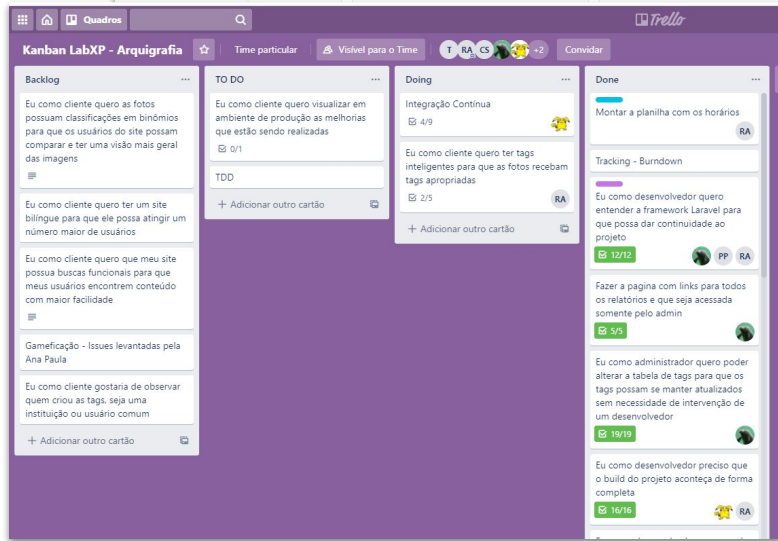 Quadros
Trello
Kanban LabXP - Arquigrafia
Time particular
Visível para o Time
T RA CS +2
Convidar
Backlog
Eu como cliente quero as fotos
possuam classificações em binômios
para que os usuários do site possam
comparar e ter uma visão mais geral
das imagens
Eu como cliente quero ter um site
bilíngue para que ele possa atingir um
número maior de usuários
Eu como cliente quero que meu site
possua buscas funcionais para que
meus usuários encontrem conteúdo
com maior facilidade
Gameficação - Issues levantadas pela
Ana Paula
Eu como cliente gostaria de observar
quem criou as tags, seja uma
instituição ou usuário comum
+ Adicionar outro cartão
TO DO
Eu como cliente quero visualizar em
ambiente de produção as melhorias
que estão sendo realizadas
0/1
TDD
+ Adicionar outro cartão
Doing
Integração Contínua
4/9
Eu como cliente quero ter tags
inteligentes para que as fotos recebam
tags apropriadas
2/5
RA
+ Adicionar outro cartão
Done
Montar a planilha com os horários
RA
Tracking - Burndown
Eu como desenvolvedor quero
entender a framework Laravel para
que possa dar continuidade ao
projeto
12/12
PP RA
Fazer a pagina com links para todos
os relatórios e que seja acessada
somente pelo admin
5/5
Eu como administrador quero poder
alterar a tabela de tags para que os
tags possam se manter atualizados
sem necessidade de intervenção de
um desenvolvedor
19/19
Eu como desenvolvedor preciso que
o build do projeto aconteça de forma
completa
16/16
RA